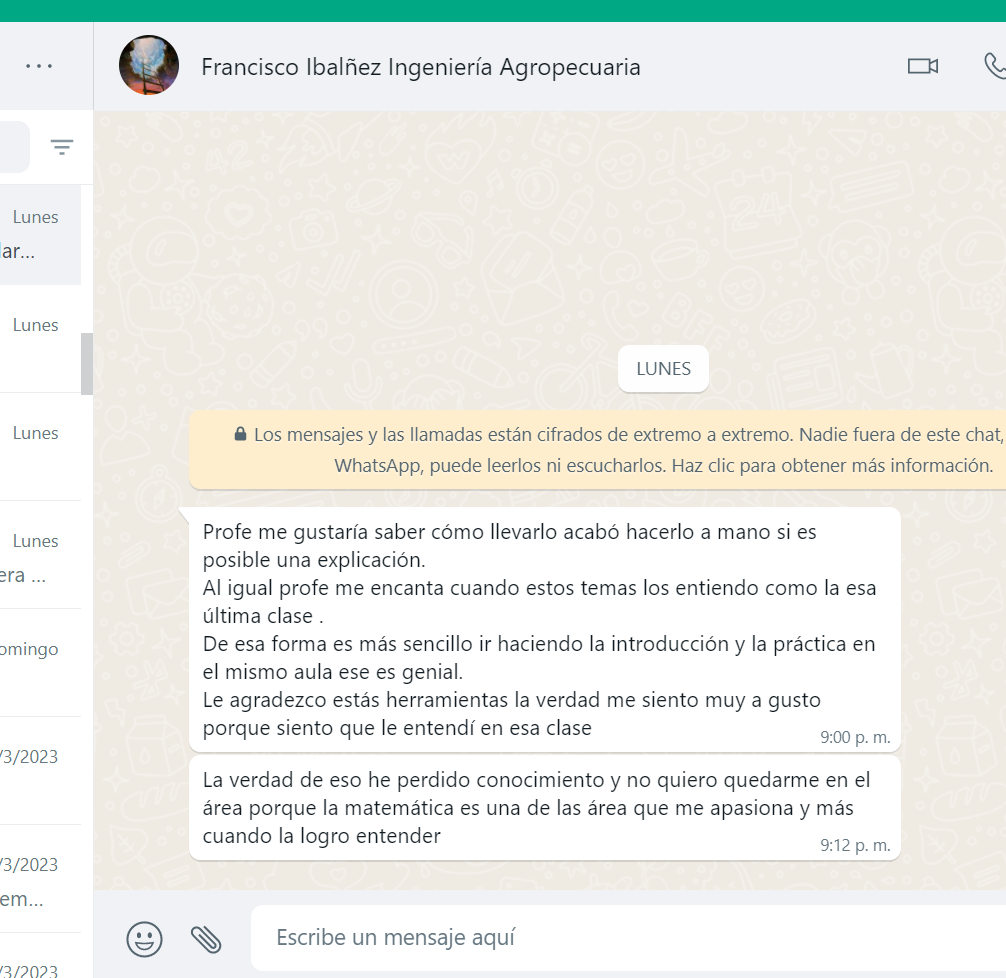 Francisco Ibalñez Ingeniería Agropecuaria
Lunes
lar...
Lunes
Lunes
Lunes
era ...
omingo
/3/2023
/3/2023
em...
/3/2023
LUNES
Los mensajes y las llamadas están cifrados de extremo a extremo. Nadie fuera de este chat,
WhatsApp, puede leerlos ni escucharlos. Haz clic para obtener más información.
Profe me gustaría saber cómo llevarlo acabó hacerlo a mano si es
posible una explicación.
Al igual profe me encanta cuando estos temas los entiendo como la esa
última clase .
De esa forma es más sencillo ir haciendo la introducción y la práctica en
el mismo aula ese es genial.
Le agradezco estás herramientas la verdad me siento muy a gusto
porque siento que le entendí en esa clase
9:00 p. m.
La verdad de eso he perdido conocimiento y no quiero quedarme en el
área porque la matemática es una de las área que me apasiona y más
cuando la logro entender
9:12 p. m.
Escribe un mensaje aquí